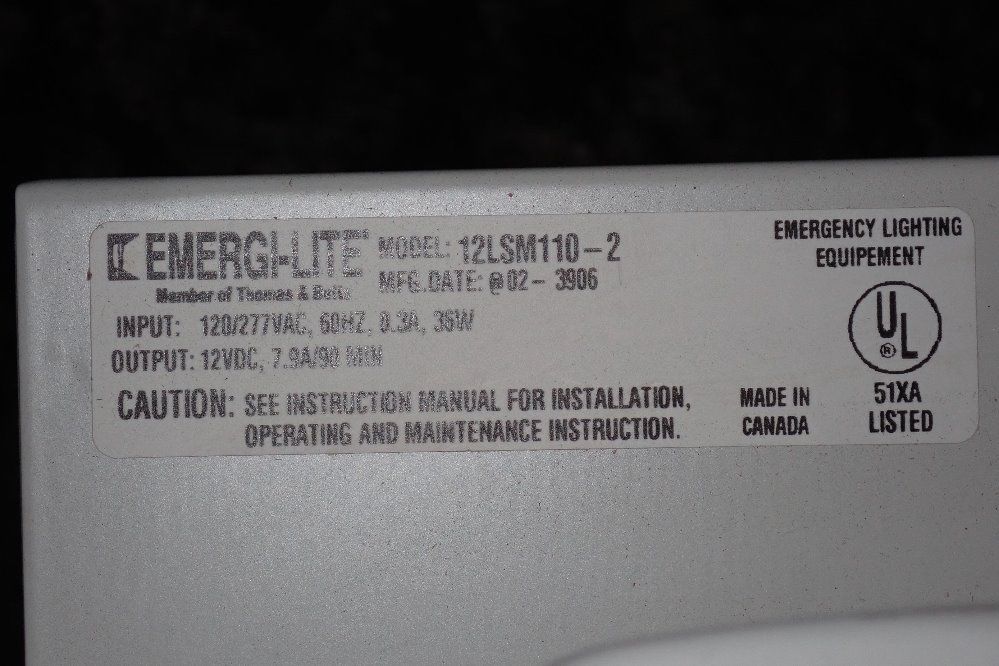 EMERGI-LITE MODEL: 12LSM110-2
Member of Thomas & Betts MFG.DATE: @02- 3906
INPUT: 120/277VAC, 60HZ, 0.3A, 36W
OUTPUT: 12VDC, 7.9A/90 MIN
CAUTION: SEE INSTRUCTION MANUAL FOR INSTALLATION,
OPERATING AND MAINTENANCE INSTRUCTION.
EMERGENCY LIGHTING
EQUIPEMENT
UL
®
MADE IN
CANADA
51XA
LISTED